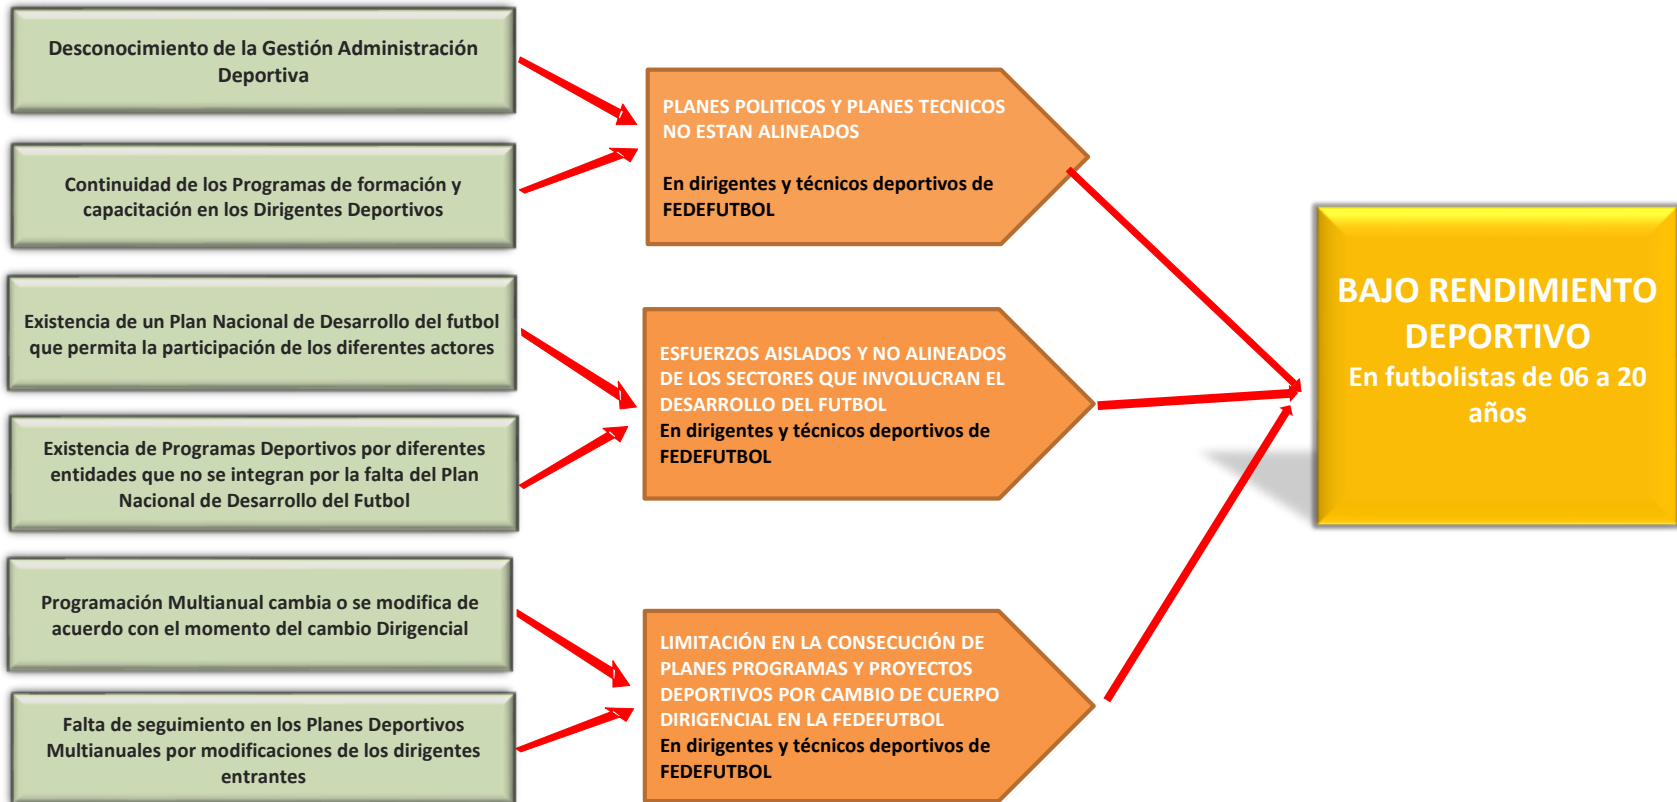 Desconocimiento de la Gestión Administración
Deportiva
Continuidad de los Programas de formación y
capacitación en los Dirigentes Deportivos
Existencia de un Plan Nacional de Desarrollo del futbol
que permita la participación de los diferentes actores
Existencia de Programas Deportivos por diferentes
entidades que no se integran por la falta del Plan
Nacional de Desarrollo del Futbol
Programación Multianual cambia o se modifica de
acuerdo con el momento del cambio Dirigencial
Falta de seguimiento en los Planes Deportivos
Multianuales por modificaciones de los dirigentes
entrantes
PLANES POLITICOS Y PLANES TECNICOS
NO ESTAN ALINEADOS
En dirigentes y técnicos deportivos de
FEDEFUTBOL
ESFUERZOS AISLADOS Y NO ALINEADOS
DE LOS SECTORES QUE INVOLUCRAN EL
DESARROLLO DEL FUTBOL
En dirigentes y técnicos deportivos de
FEDEFUTBOL
LIMITACIÓN EN LA CONSECUCIÓN DE
PLANES PROGRAMAS Y PROYECTOS
DEPORTIVOS POR CAMBIO DE CUERPO
DIRIGENCIAL EN LA FEDEFUTBOL
En dirigentes y técnicos deportivos de
FEDEFUTBOL
BAJO RENDIMIENTO
DEPORTIVO
En futbolistas de 06 a 20
años